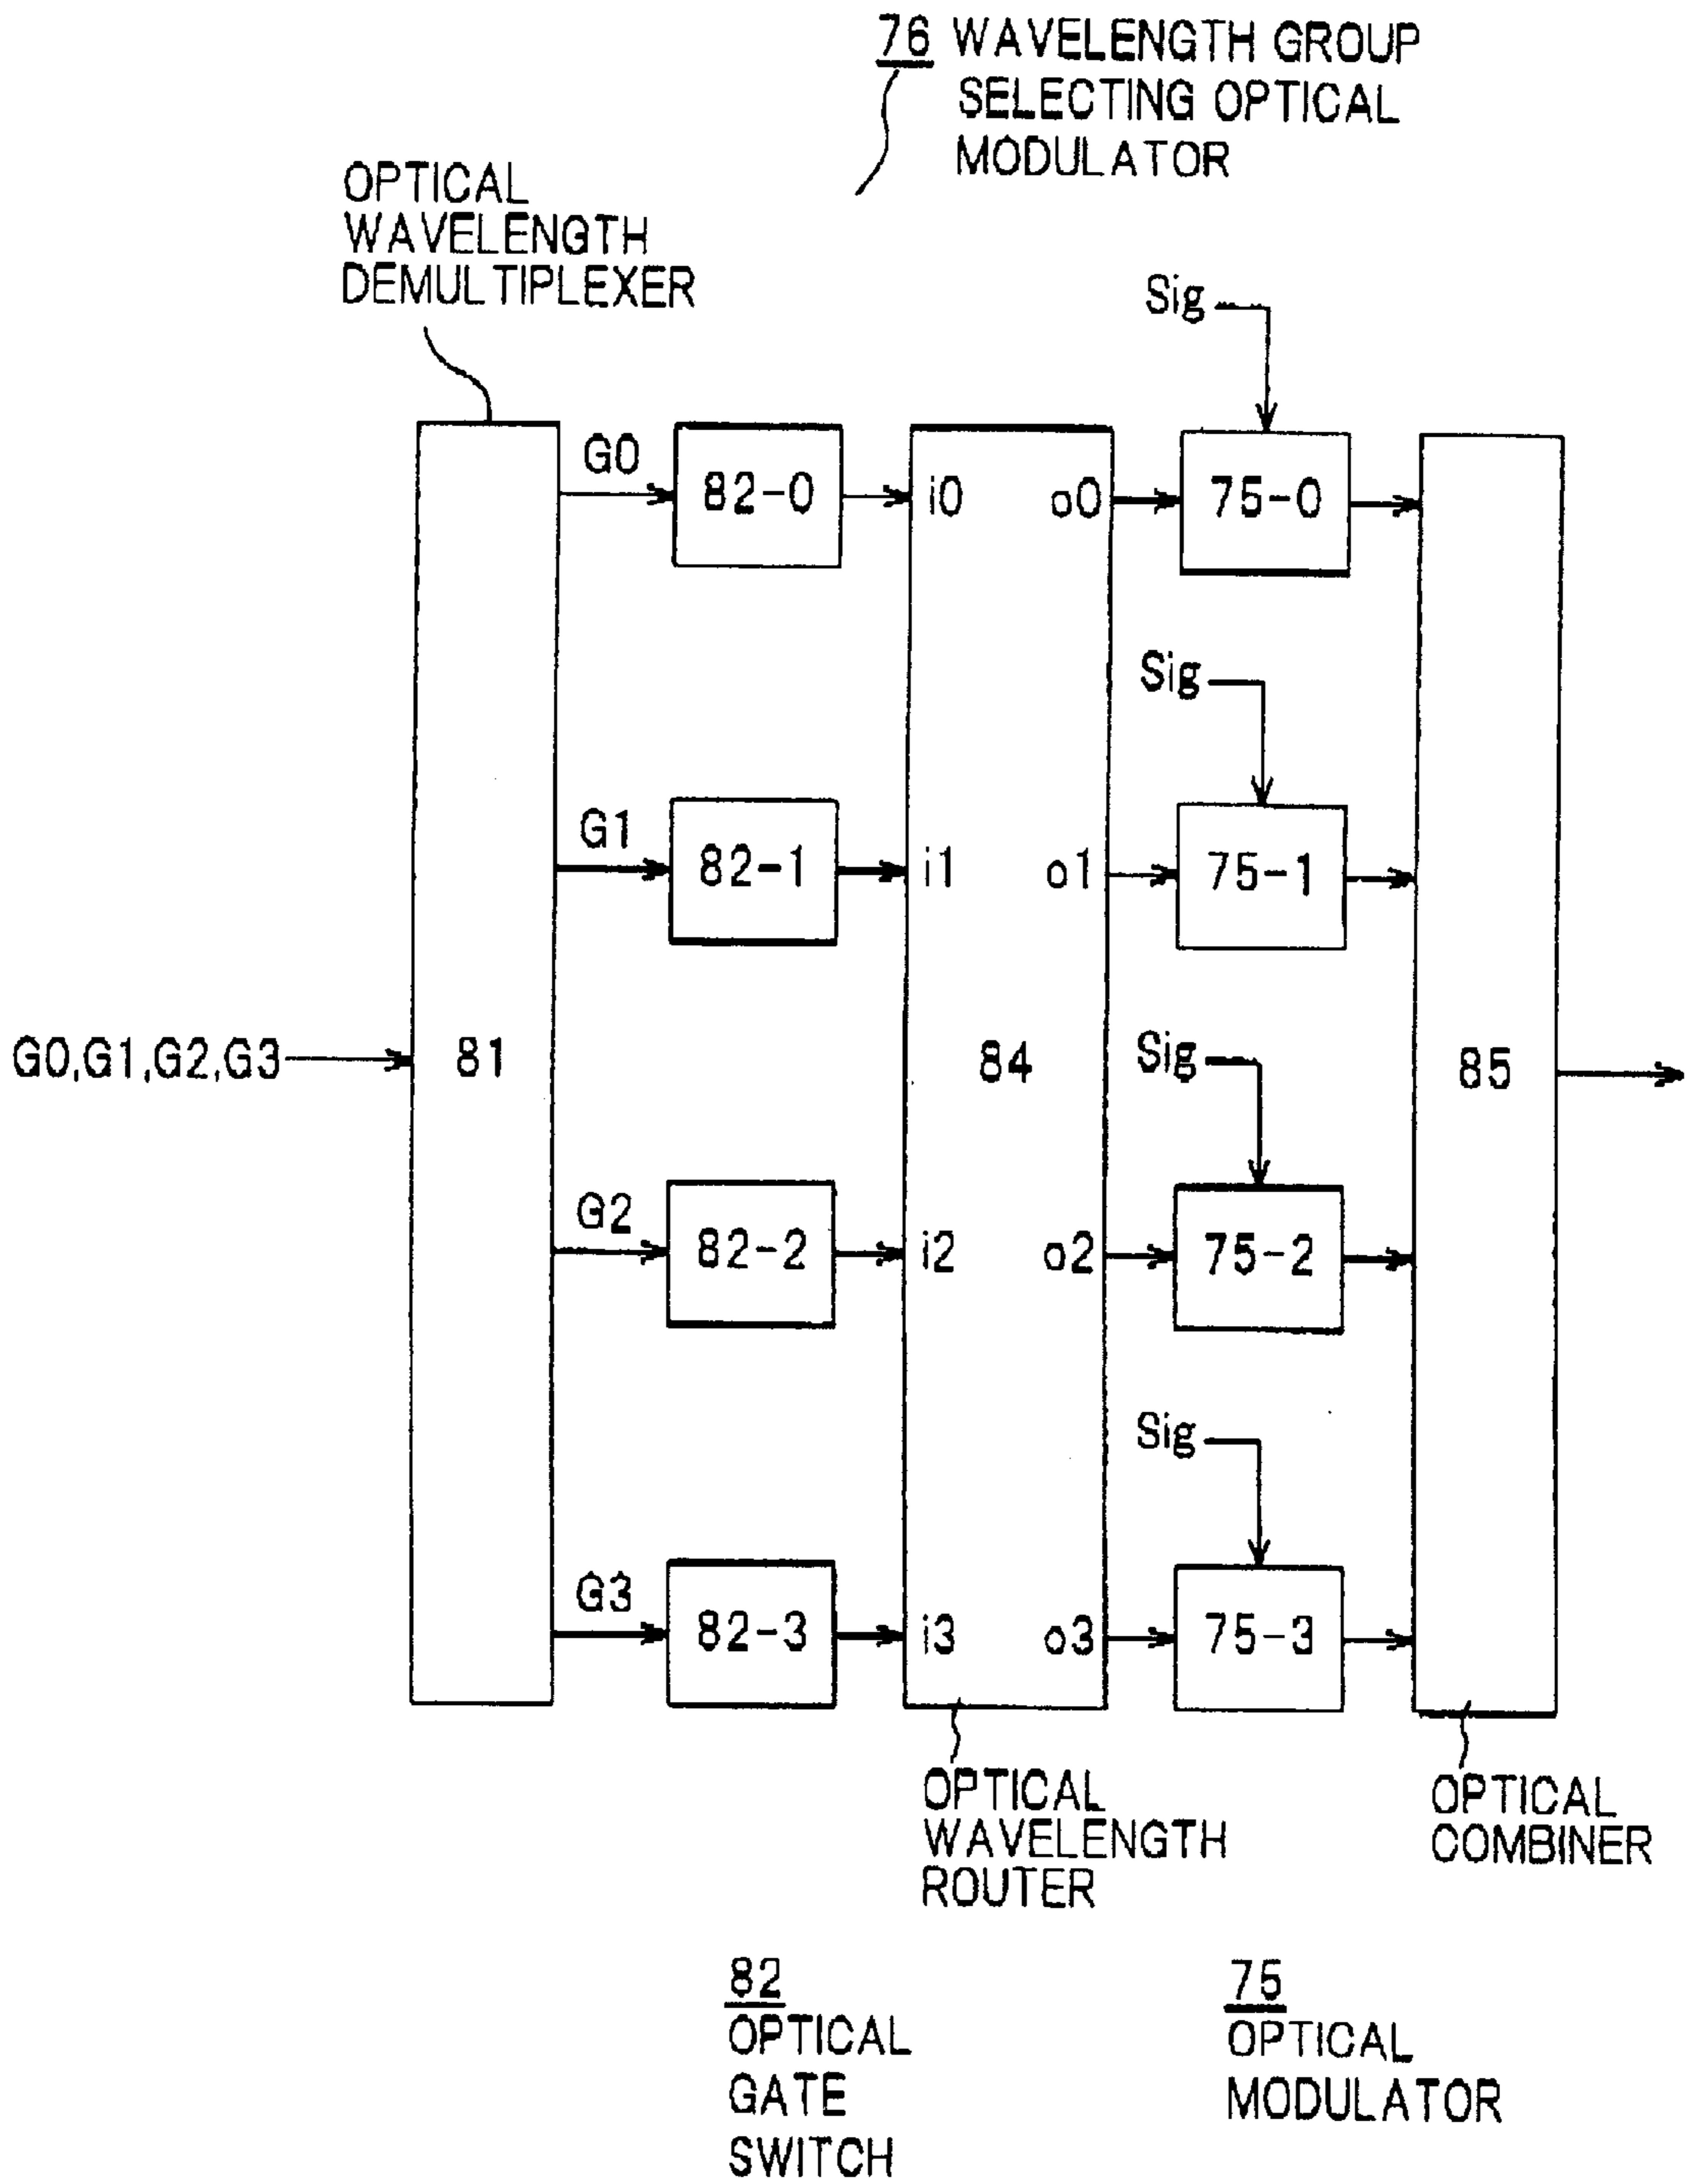 76 WAVELENGTH GROUP
SELECTING OPTICAL
MODULATOR
OPTICAL
WAVELENGTH
DEMULTIPLEXER
Sig
G0
82-0
i0
o0
75-0
Sig
G1
82-1
i1
o1
75-1
G0,G1,G2,G3
81
84
Sig
85
G2
82-2
i2
o2
75-2
Sig
G3
82-3
i3
o3
75-3
OPTICAL
WAVELENGTH
ROUTER
OPTICAL
COMBINER
82
OPTICAL
GATE
SWITCH
75
OPTICAL
MODULATOR